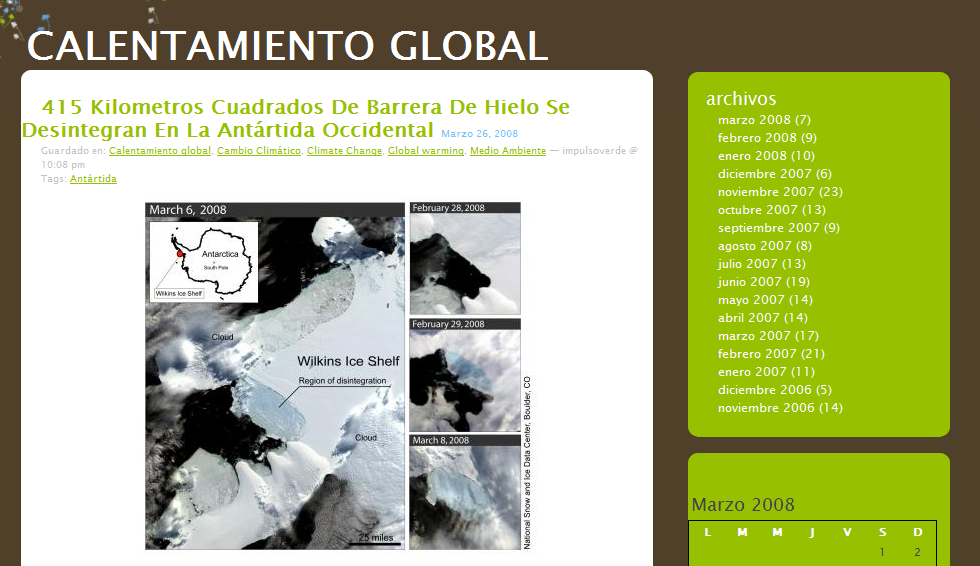 CALENTAMIENTO GLOBAL
415 Kilometros Cuadrados De Barrera De Hielo Se
Desintegran En La Antártida Occidental Marzo 26, 2008
Guardado en: Calentamiento global, Cambio Climático, Climate Change, Global warming, Medio Ambiente — impulsoverde @
10:08 pm
Tags: Antártida
March 6, 2008
Antarctica
South Pole
Wilkins Ice Shelf
Cloud
Wilkins Ice Shelf
Region of disintegration
Cloud
25 miles
February 28, 2008
February 29, 2008
March 8, 2008
National Snow and Ice Data Center, Boulder, CO
archivos
marzo 2008 (7)
febrero 2008 (9)
enero 2008 (10)
diciembre 2007 (6)
noviembre 2007 (23)
octubre 2007 (13)
septiembre 2007 (9)
agosto 2007 (8)
julio 2007 (13)
junio 2007 (19)
mayo 2007 (14)
abril 2007 (14)
marzo 2007 (17)
febrero 2007 (21)
enero 2007 (11)
diciembre 2006 (5)
noviembre 2006 (14)
Marzo 2008
L M M J V S D
1 2